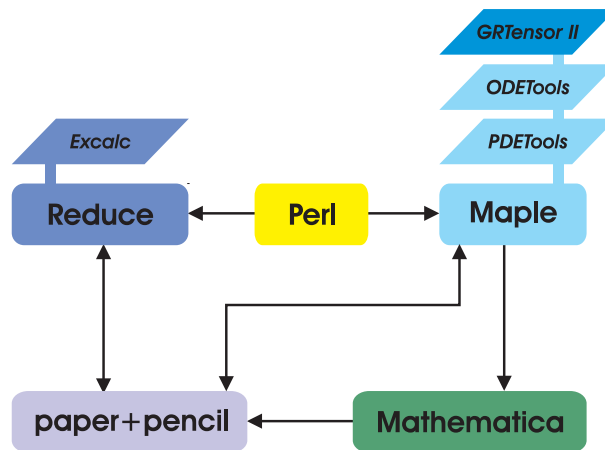 GRTensor II
ODETools
Excalc
PDETools
Reduce
Perl
Maple
paper+pencil
Mathematica